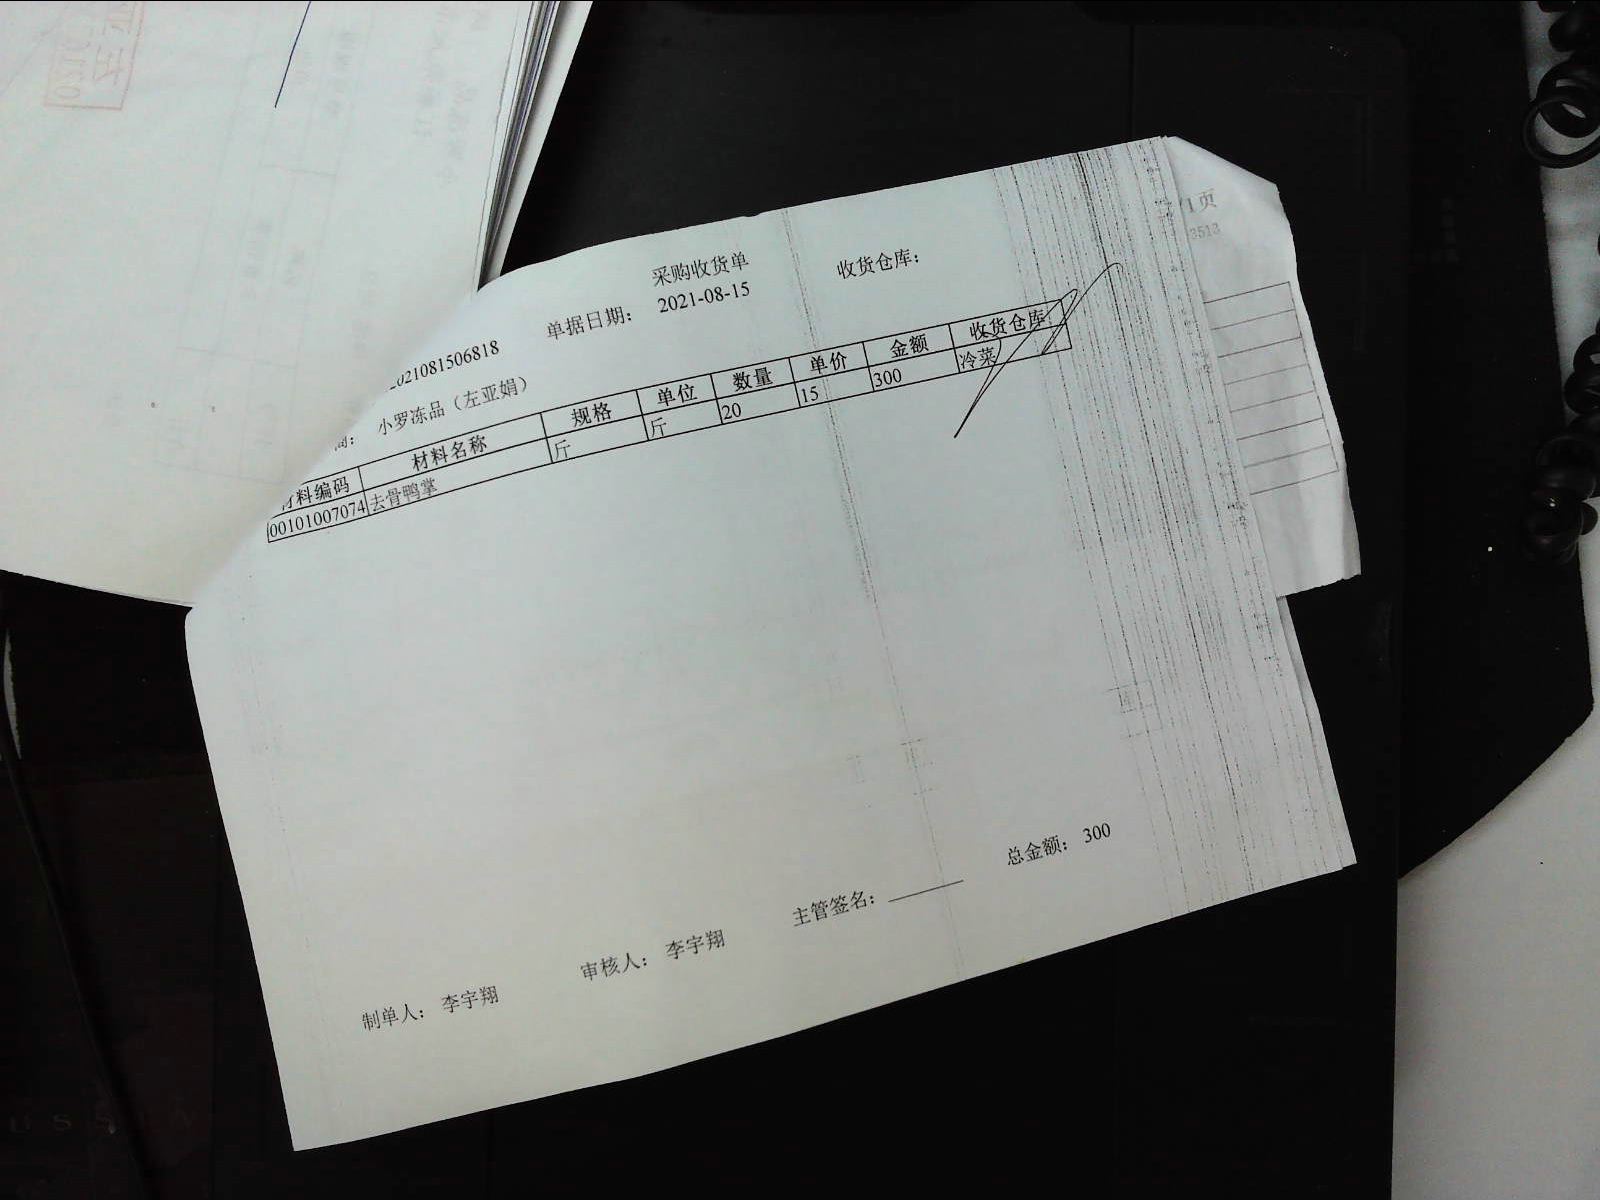 采购收货单
2021081506818 单据日期： 2021-08-15 收货仓库：
商： 小罗冻品（左亚娟）
材料编码 材料名称 规格 单位 数量 单价 金额 收货仓库
00101007074 去骨鸭掌 斤 斤 20 15 300 冷菜
总金额： 300
制单人： 李宇翔 审核人： 李宇翔 主管签名：
/1页
3513